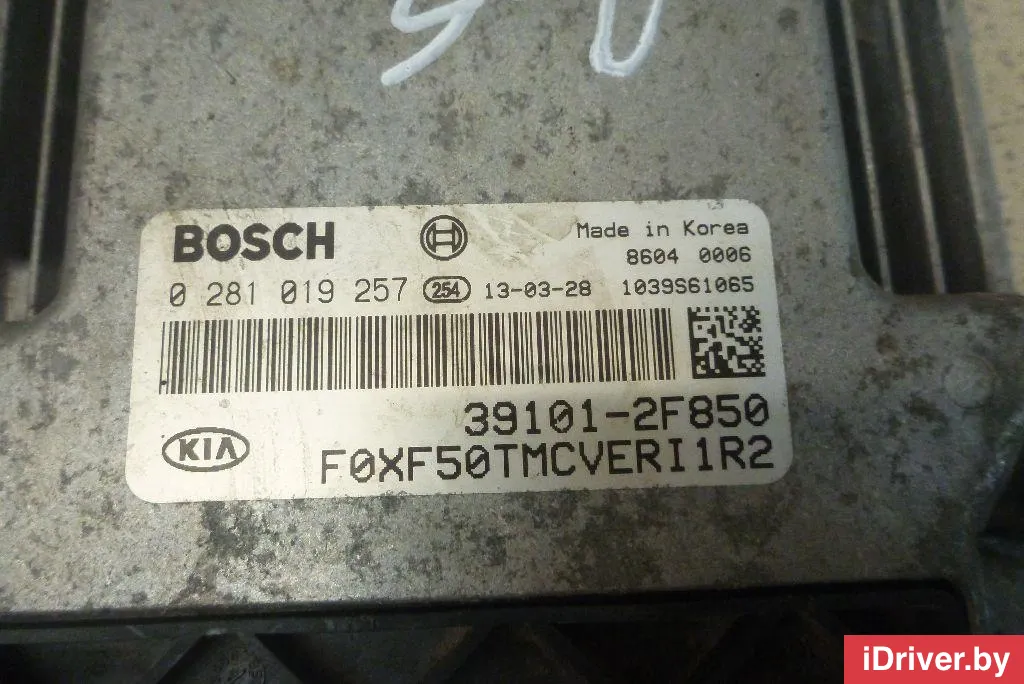 BOSCH
Made in Korea
8604 0006
0 281 019 257 254 13-03-28 1039S61065
39101-2F850
KIA
F0XF50TMCVERI1R2
iDriver.by